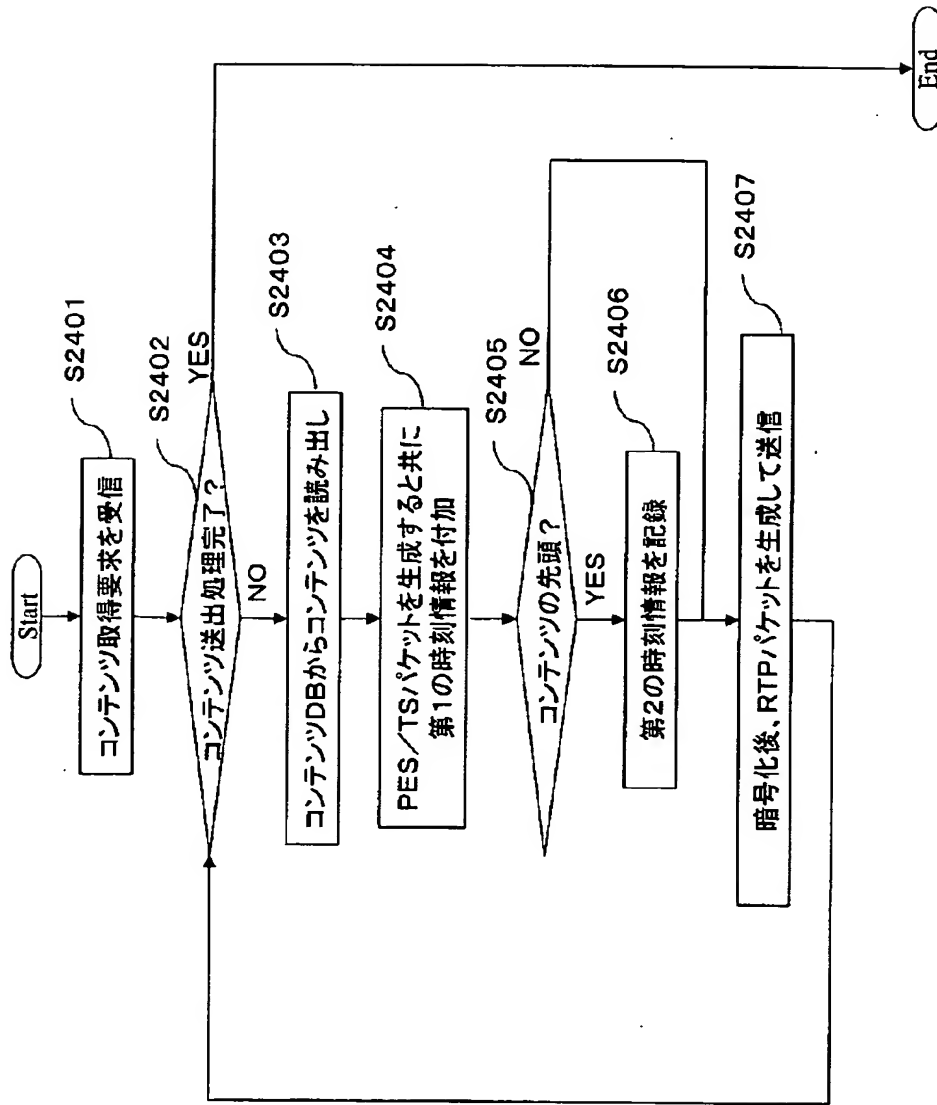 Start
コンテンツ取得要求を受信
S2401
コンテンツ送出処理完了？
S2402
YES
NO
コンテンツDBからコンテンツを読み出し
S2403
PES／TSパケットを生成すると共に
第1の時刻情報を付加
S2404
コンテンツの先頭？
S2405
NO
YES
第2の時刻情報を記録
S2406
暗号化後、RTPパケットを生成して送信
S2407
End